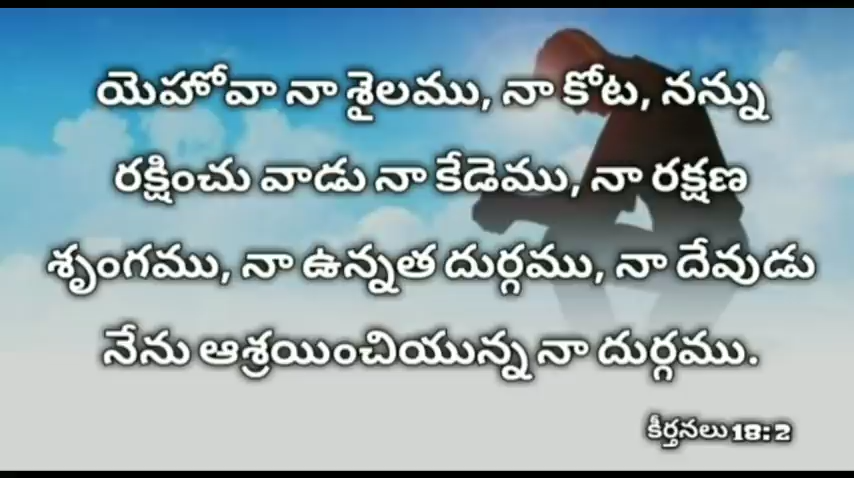 యెహోవా నా శైలము, నా కోట, నన్ను
రక్షించు వాడు నా కేడెము, నా రక్షణ
శృంగము, నా ఉన్నత దుర్గము, నా దేవుడు
నేను ఆశ్రయించియున్న నా దుర్గము.
కీర్తనలు 18:2